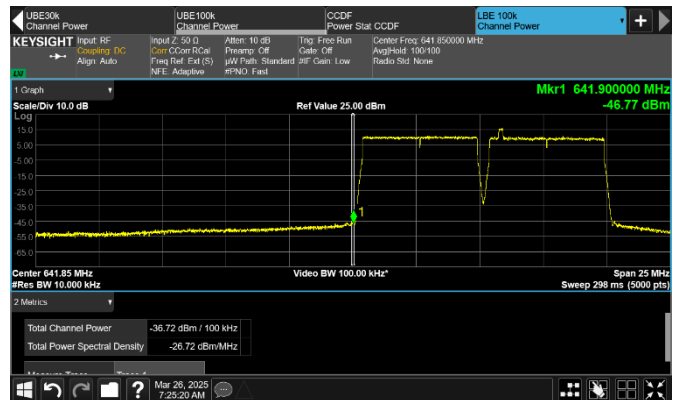 UBE30k
Channel Power
UBE100k
Channel Power
CCDF
Power Stat CCDF
LBE 100k
Channel Power
KEYSIGHT
Input: RF
Coupling: DC
Align: Auto
Input Z: 50 Ω
Corr CCorr RCal
Freq Ref: Ext (S)
NFE: Adaptive
Atten: 10 dB
Preamp: Off
µW Path: Standard
#PNO: Fast
Trig: Free Run
Gate: Off
#IF Gain: Low
Center Freq: 641.850000 MHz
Avg|Hold: 100/100
Radio Std: None
LXI
1 Graph
Mkr1 641.900000 MHz
-46.77 dBm
Scale/Div 10.0 dB
Ref Value 25.00 dBm
Log
15.0
5.00
-5.00
-15.0
-25.0
-35.0
-45.0
-55.0
-65.0
1
Center 641.85 MHz
#Res BW 10.000 kHz
Video BW 100.00 kHz*
Span 25 MHz
Sweep 298 ms (5000 pts)
2 Metrics
Total Channel Power
-36.72 dBm / 100 kHz
Total Power Spectral Density
-26.72 dBm/MHz
Measure Trace
Trace 1
Mar 26, 2025
7:25:20 AM